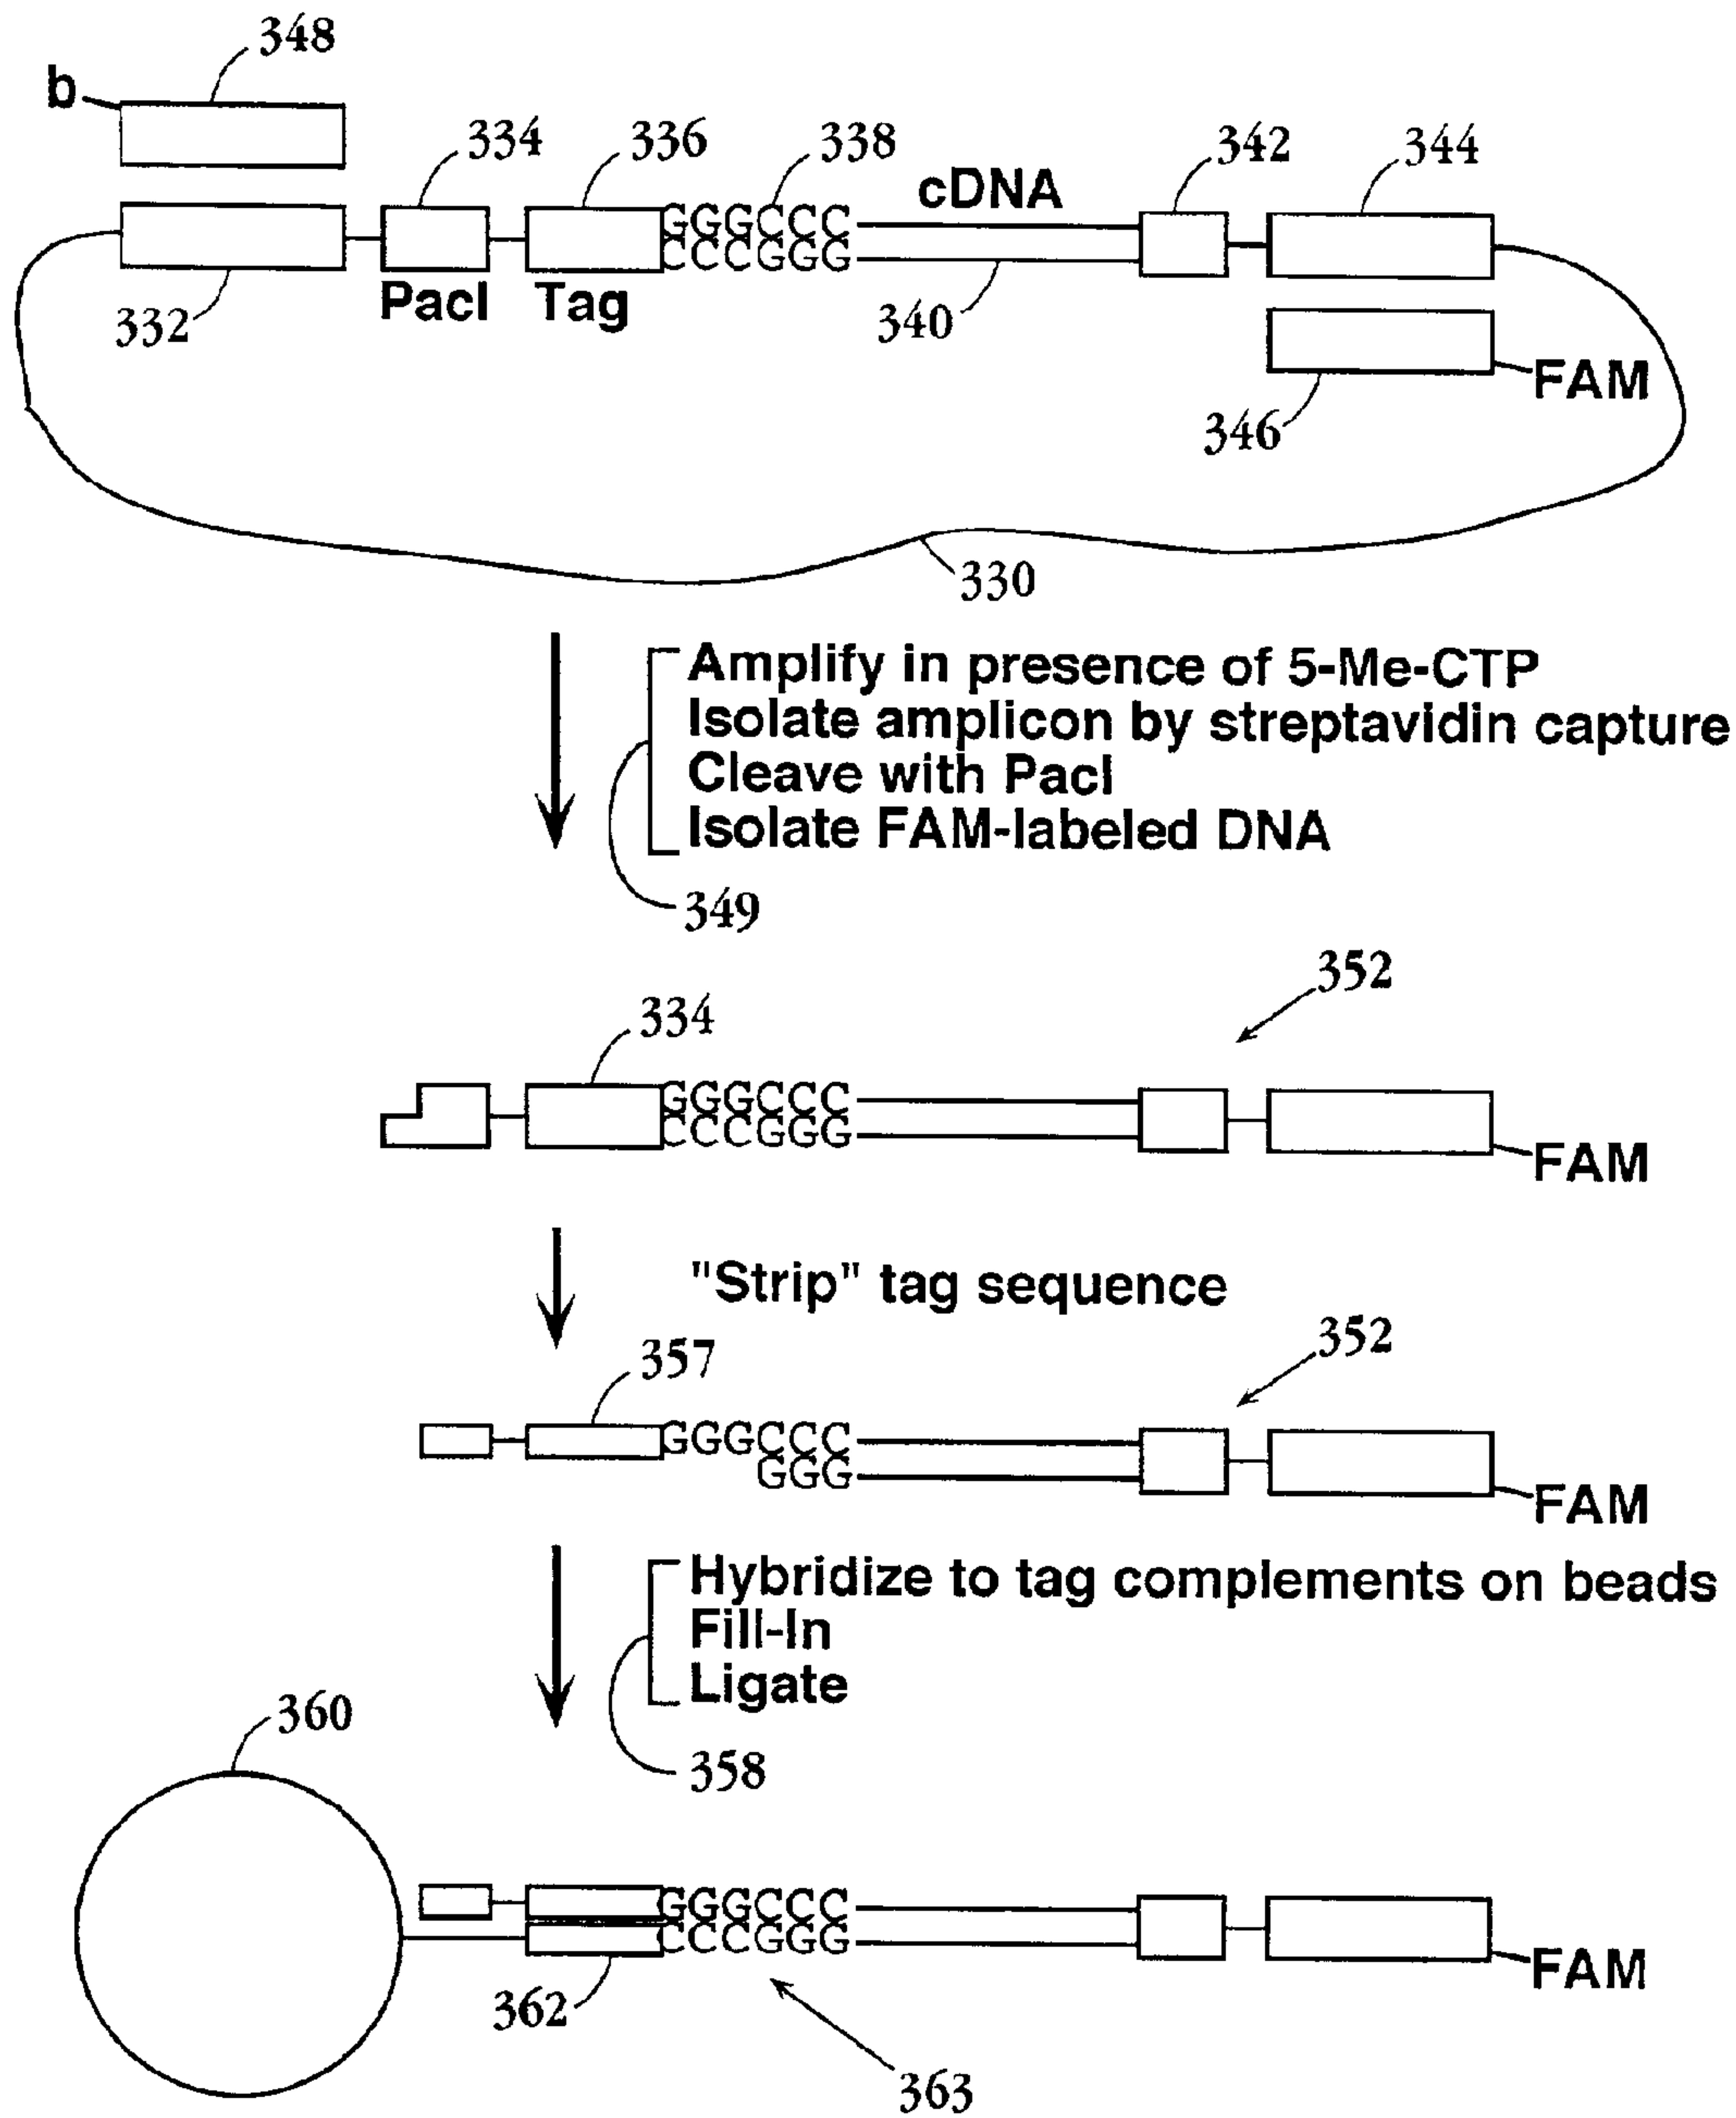 348
b
334
336
338
342
344
cDNA
GGGCCC
CCCGGG
PacI
Tag
332
340
FAM
346
330
Amplify in presence of 5-Me-CTP
Isolate amplicon by streptavidin capture
Cleave with PacI
Isolate FAM-labeled DNA
349
352
334
GGGCCC
CCCGGG
FAM
"Strip" tag sequence
352
357
GGGCCC
GGG
FAM
Hybridize to tag complements on beads
Fill-In
Ligate
358
360
GGGCCC
CCCGGG
FAM
362
363